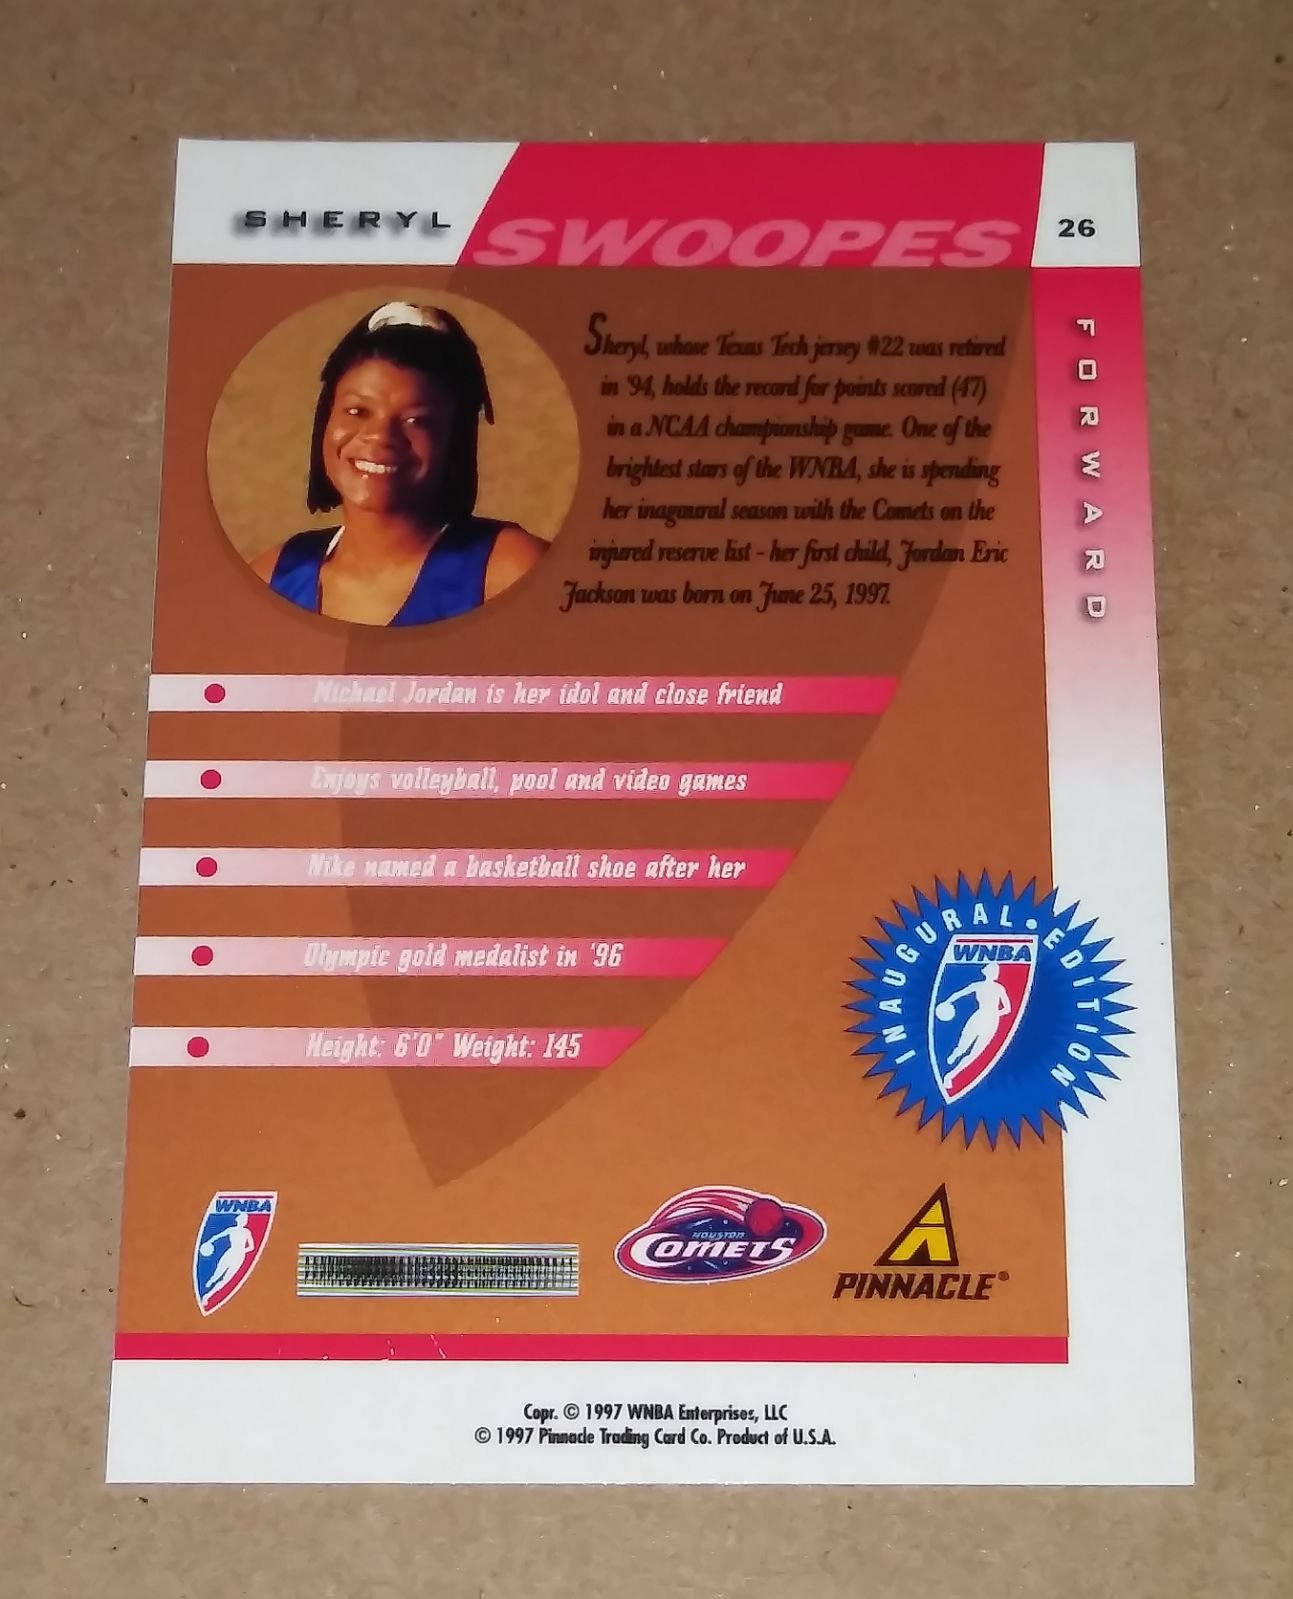 SHERYL
SWOOPES
26
FORWARD
Sheryl, whose Texas Tech jersey #22 was retired
in '94, holds the record for points scored (47)
in a NCAA championship game. One of the
brightest stars of the WNBA, she is spending
her inagaural season with the Comets on the
injured reserve list - her first child, Jordan Eric
Jackson was born on June 25, 1997.
Michael Jordan is her idol and close friend
Enjoys volleyball, pool and video games
Nike named a basketball shoe after her
Olympic gold medalist in '96
Height: 6'0" Weight: 145
INAUGURAL • EDITION
WNBA
WNBA
HOUSTON
COMETS
PINNACLE®
Copr. © 1997 WNBA Enterprises, LLC
© 1997 Pinnacle Trading Card Co. Product of U.S.A.